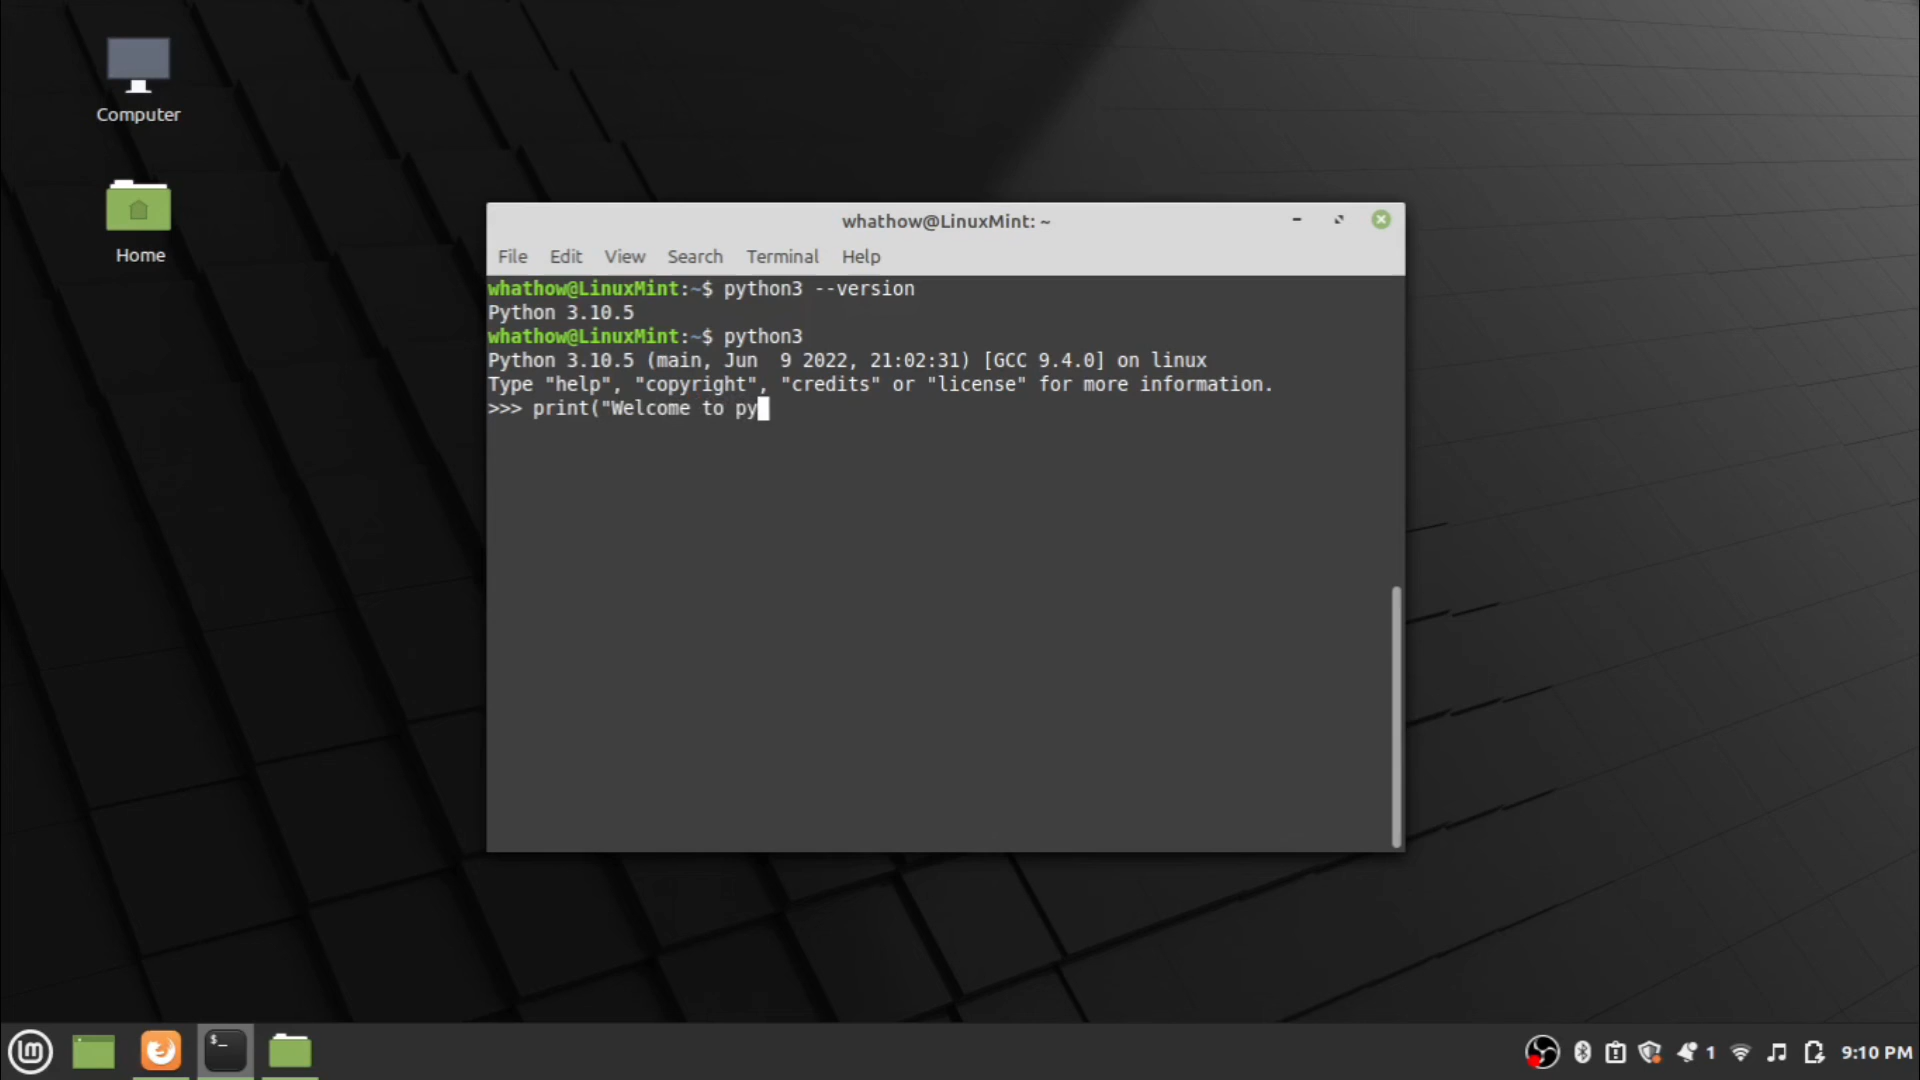 Computer
Home
whathow@LinuxMint: ~
File Edit View Search Terminal Help
whathow@LinuxMint:~$ python3 --version
Python 3.10.5
whathow@LinuxMint:~$ python3
Python 3.10.5 (main, Jun  9 2022, 21:02:31) [GCC 9.4.0] on linux
Type "help", "copyright", "credits" or "license" for more information.
>>> print("Welcome to py
$_
1
9:10 PM